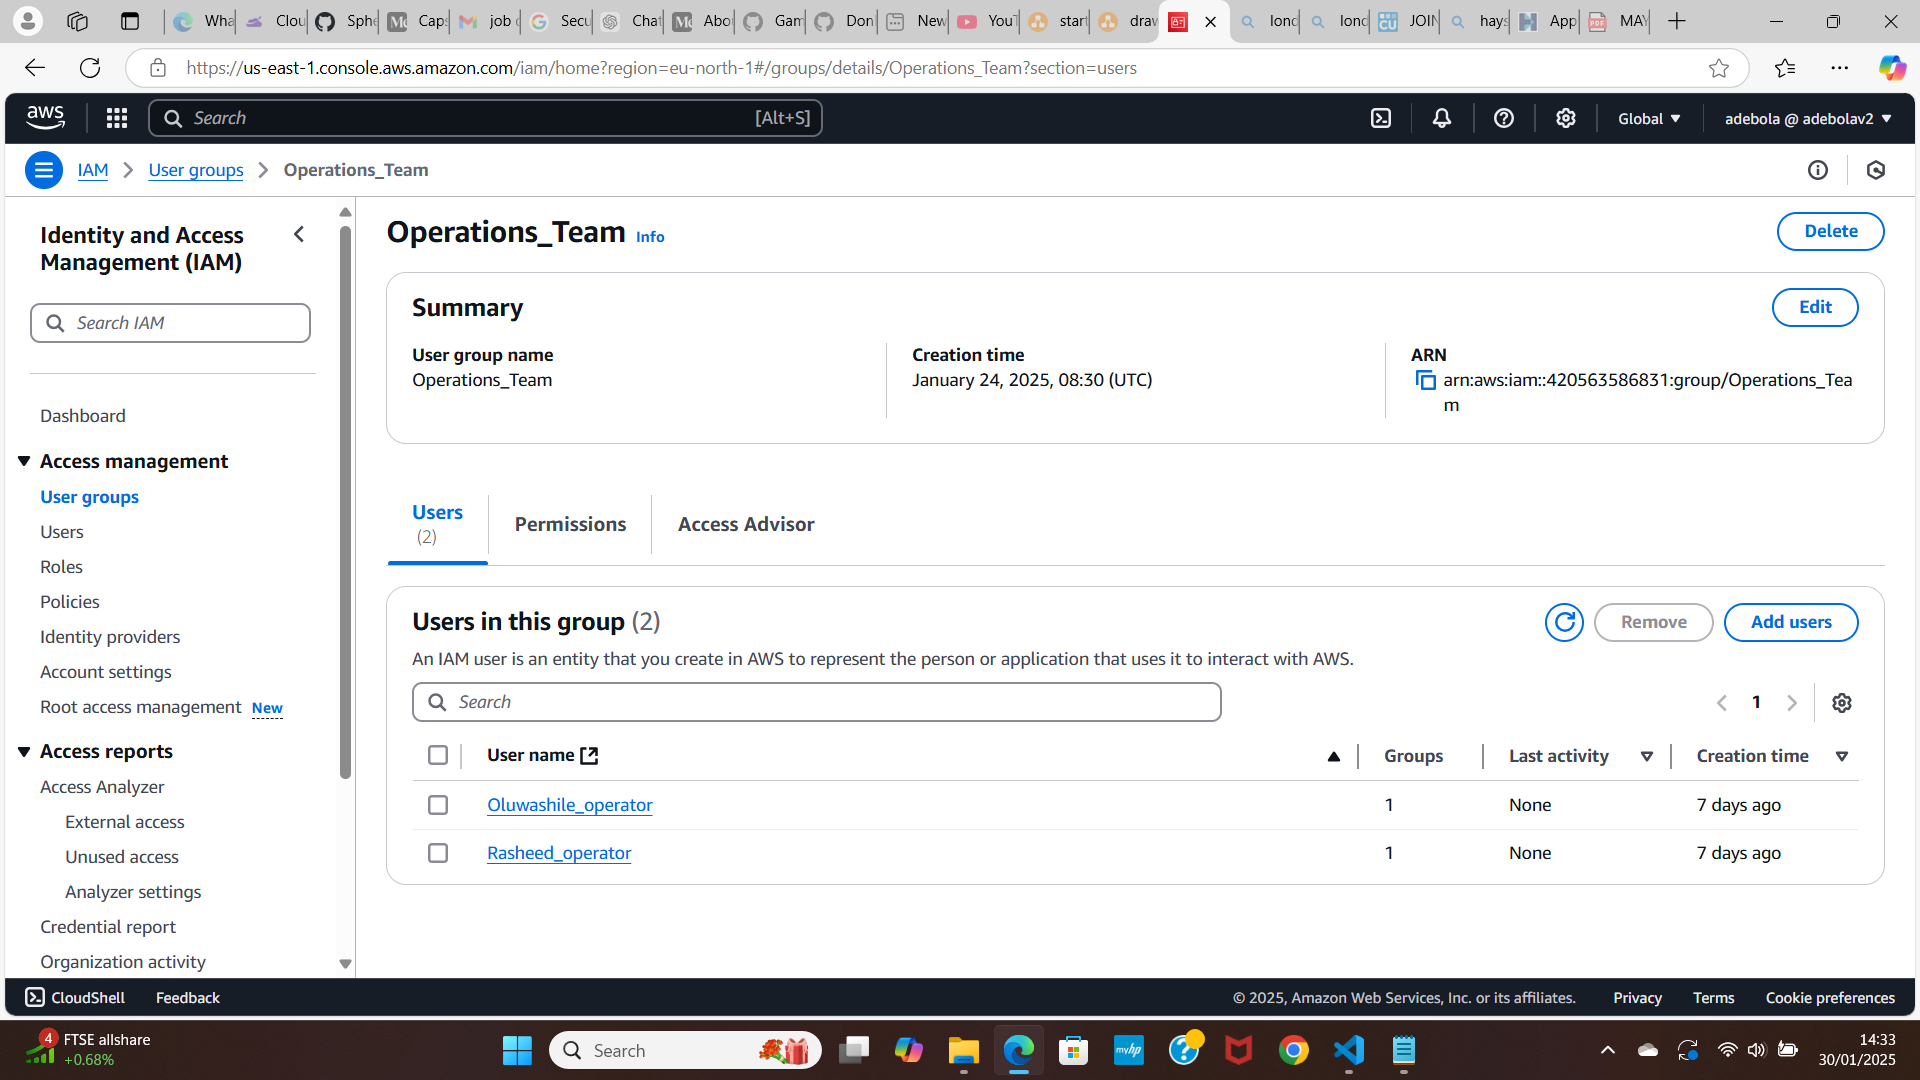 Wha
Clou
Sphe
Caps
job o
Secu
Chat
Abou
Gam
Don
New
YouT
start
draw
lond
lond
JOIN
hays
App
MAY
https://us-east-1.console.aws.amazon.com/iam/home?region=eu-north-1#/groups/details/Operations_Team?section=users
aws
Search
[Alt+S]
Global
adebola @ adebolav2
IAM
User groups
Operations_Team
Identity and Access
Management (IAM)
Search IAM
Dashboard
Access management
User groups
Users
Roles
Policies
Identity providers
Account settings
Root access management New
Access reports
Access Analyzer
External access
Unused access
Analyzer settings
Credential report
Organization activity
Operations_Team Info
Delete
Summary
Edit
User group name
Operations_Team
Creation time
January 24, 2025, 08:30 (UTC)
ARN
arn:aws:iam::420563586831:group/Operations_Tea
m
Users
(2)
Permissions
Access Advisor
Users in this group (2)
Remove
Add users
An IAM user is an entity that you create in AWS to represent the person or application that uses it to interact with AWS.
Search
1
User name
Groups
Last activity
Creation time
Oluwashile_operator
1
None
7 days ago
Rasheed_operator
1
None
7 days ago
CloudShell
Feedback
© 2025, Amazon Web Services, Inc. or its affiliates.
Privacy
Terms
Cookie preferences
4
FTSE allshare
+0.68%
Search
myhp
14:33
30/01/2025